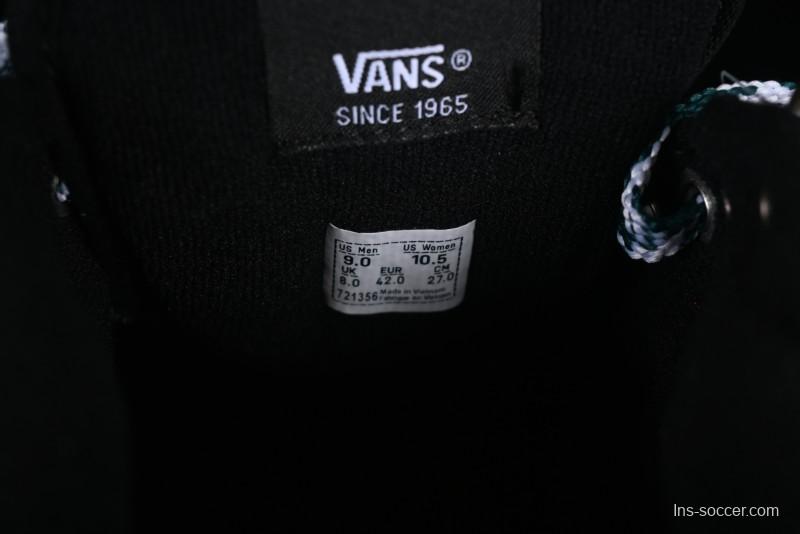 VANS®
SINCE 1965
US Men US Women
9.0 10.5
UK EUR CM
8.0 42.0 27.0
721356 Made in Vietnam
Fabriqué au Vietnam
Ins-soccer.com